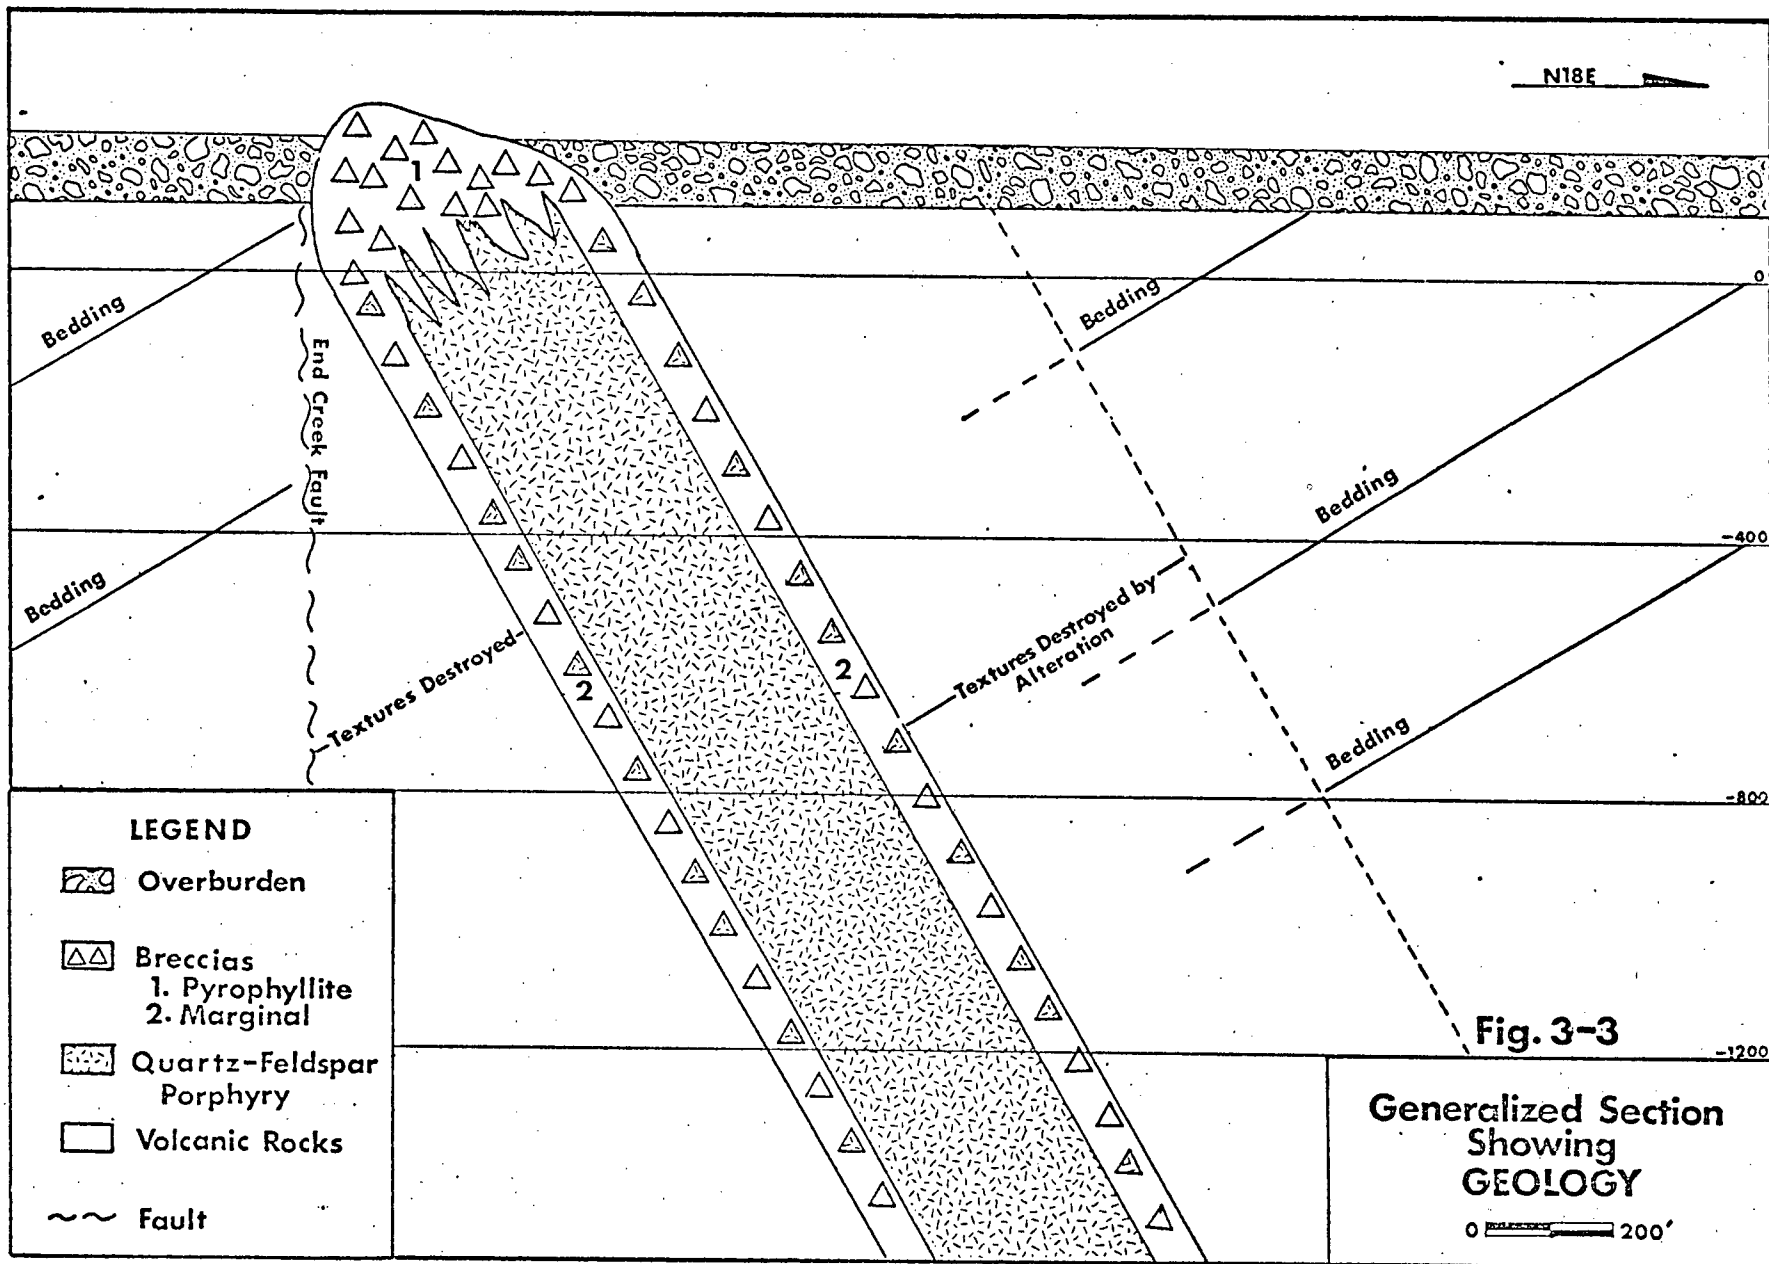 N18E
1
0
Bedding
Bedding
End Creek Fault
Bedding
-400
Bedding
Textures Destroyed by
Alteration
Textures Destroyed
2
2
Bedding
-800
LEGEND
Overburden
Breccias
1. Pyrophyllite
2. Marginal
Quartz-Feldspar
Porphyry
Volcanic Rocks
Fault
Fig. 3-3
-1200
Generalized Section
Showing
GEOLOGY
0 200'